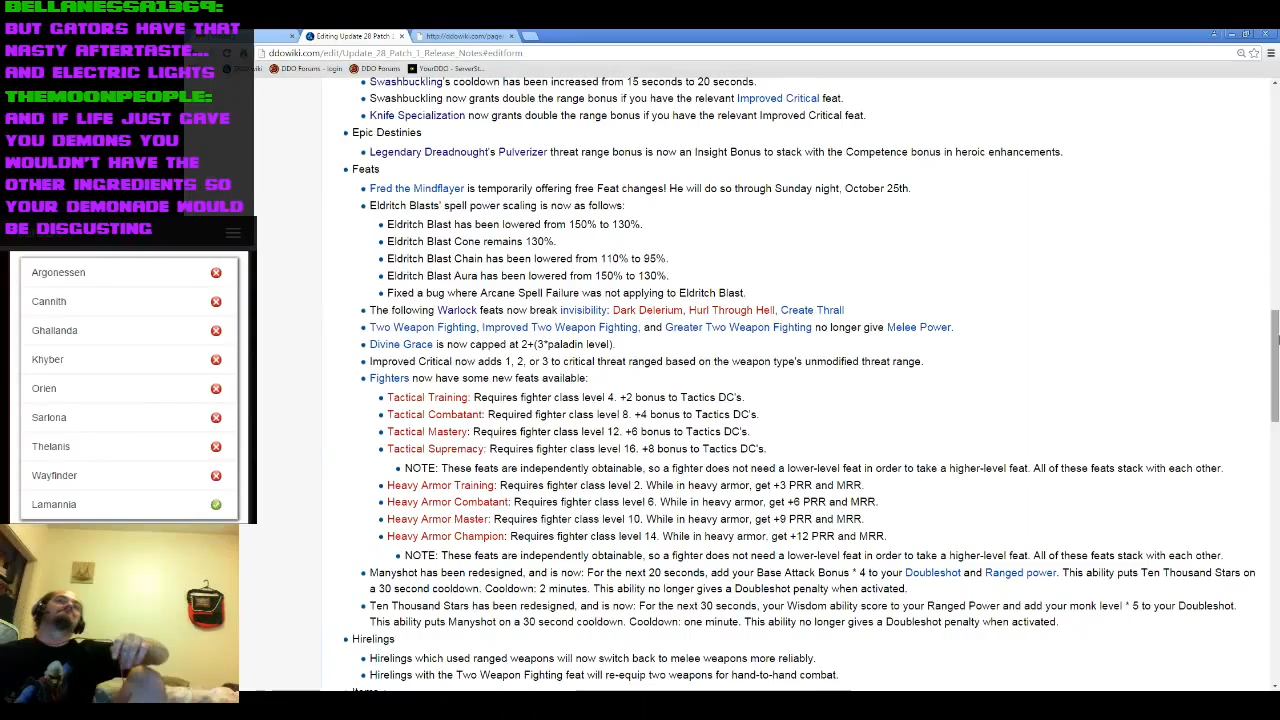 BELLANESSA1369:
BUT GATORS HAVE THAT
NASTY AFTERTASTE...
AND ELECTRIC LIGHTS
THEMOONPEOPLE:
AND IF LIFE JUST GAVE
YOU DEMONS YOU
WOULDN'T HAVE THE
OTHER INGREDIENTS SO
YOUR DEMONADE WOULD
BE DISGUSTING
Argonessen
Cannith
Ghallanda
Khyber
Orien
Sarlona
Thelanis
Wayfinder
Lamannia
Editing Update 28 Patch
http://ddowiki.com/page/
ddowiki.com/edit/Update_28_Patch_1_Release_Notes#editform
DDO Forums - login
DDO Forums
YourDDO - ServerSt...
Swashbuckling's cooldown has been increased from 15 seconds to 20 seconds.
Swashbuckling now grants double the range bonus if you have the relevant Improved Critical feat.
Knife Specialization now grants double the range bonus if you have the relevant Improved Critical feat.
Epic Destinies
Legendary Dreadnought's Pulverizer threat range bonus is now an Insight Bonus to stack with the Competence bonus in heroic enhancements.
Feats
Fred the Mindflayer is temporarily offering free Feat changes! He will do so through Sunday night, October 25th.
Eldritch Blasts' spell power scaling is now as follows:
Eldritch Blast has been lowered from 150% to 130%.
Eldritch Blast Cone remains 130%.
Eldritch Blast Chain has been lowered from 110% to 95%.
Eldritch Blast Aura has been lowered from 150% to 130%.
Fixed a bug where Arcane Spell Failure was not applying to Eldritch Blast.
The following Warlock feats now break invisibility: Dark Delerium, Hurl Through Hell, Create Thrall
Two Weapon Fighting, Improved Two Weapon Fighting, and Greater Two Weapon Fighting no longer give Melee Power.
Divine Grace is now capped at 2+(3*paladin level).
Improved Critical now adds 1, 2, or 3 to critical threat ranged based on the weapon type's unmodified threat range.
Fighters now have some new feats available:
Tactical Training: Requires fighter class level 4. +2 bonus to Tactics DC's.
Tactical Combatant: Required fighter class level 8. +4 bonus to Tactics DC's.
Tactical Mastery: Requires fighter class level 12. +6 bonus to Tactics DC's.
Tactical Supremacy: Requires fighter class level 16. +8 bonus to Tactics DC's.
NOTE: These feats are independently obtainable, so a fighter does not need a lower-level feat in order to take a higher-level feat. All of these feats stack with each other.
Heavy Armor Training: Requires fighter class level 2. While in heavy armor, get +3 PRR and MRR.
Heavy Armor Combatant: Requires fighter class level 6. While in heavy armor, get +6 PRR and MRR.
Heavy Armor Master: Requires fighter class level 10. While in heavy armor, get +9 PRR and MRR.
Heavy Armor Champion: Requires fighter class level 14. While in heavy armor, get +12 PRR and MRR.
NOTE: These feats are independently obtainable, so a fighter does not need a lower-level feat in order to take a higher-level feat. All of these feats stack with each other.
Manyshot has been redesigned, and is now: For the next 20 seconds, add your Base Attack Bonus * 4 to your Doubleshot and Ranged power. This ability puts Ten Thousand Stars on
a 30 second cooldown. Cooldown: 2 minutes. This ability no longer gives a Doubleshot penalty when activated.
Ten Thousand Stars has been redesigned, and is now: For the next 30 seconds, your Wisdom ability score to your Ranged Power and add your monk level * 5 to your Doubleshot.
This ability puts Manyshot on a 30 second cooldown. Cooldown: one minute. This ability no longer gives a Doubleshot penalty when activated.
Hirelings
Hirelings which used ranged weapons will now switch back to melee weapons more reliably.
Hirelings with the Two Weapon Fighting feat will re-equip two weapons for hand-to-hand combat.